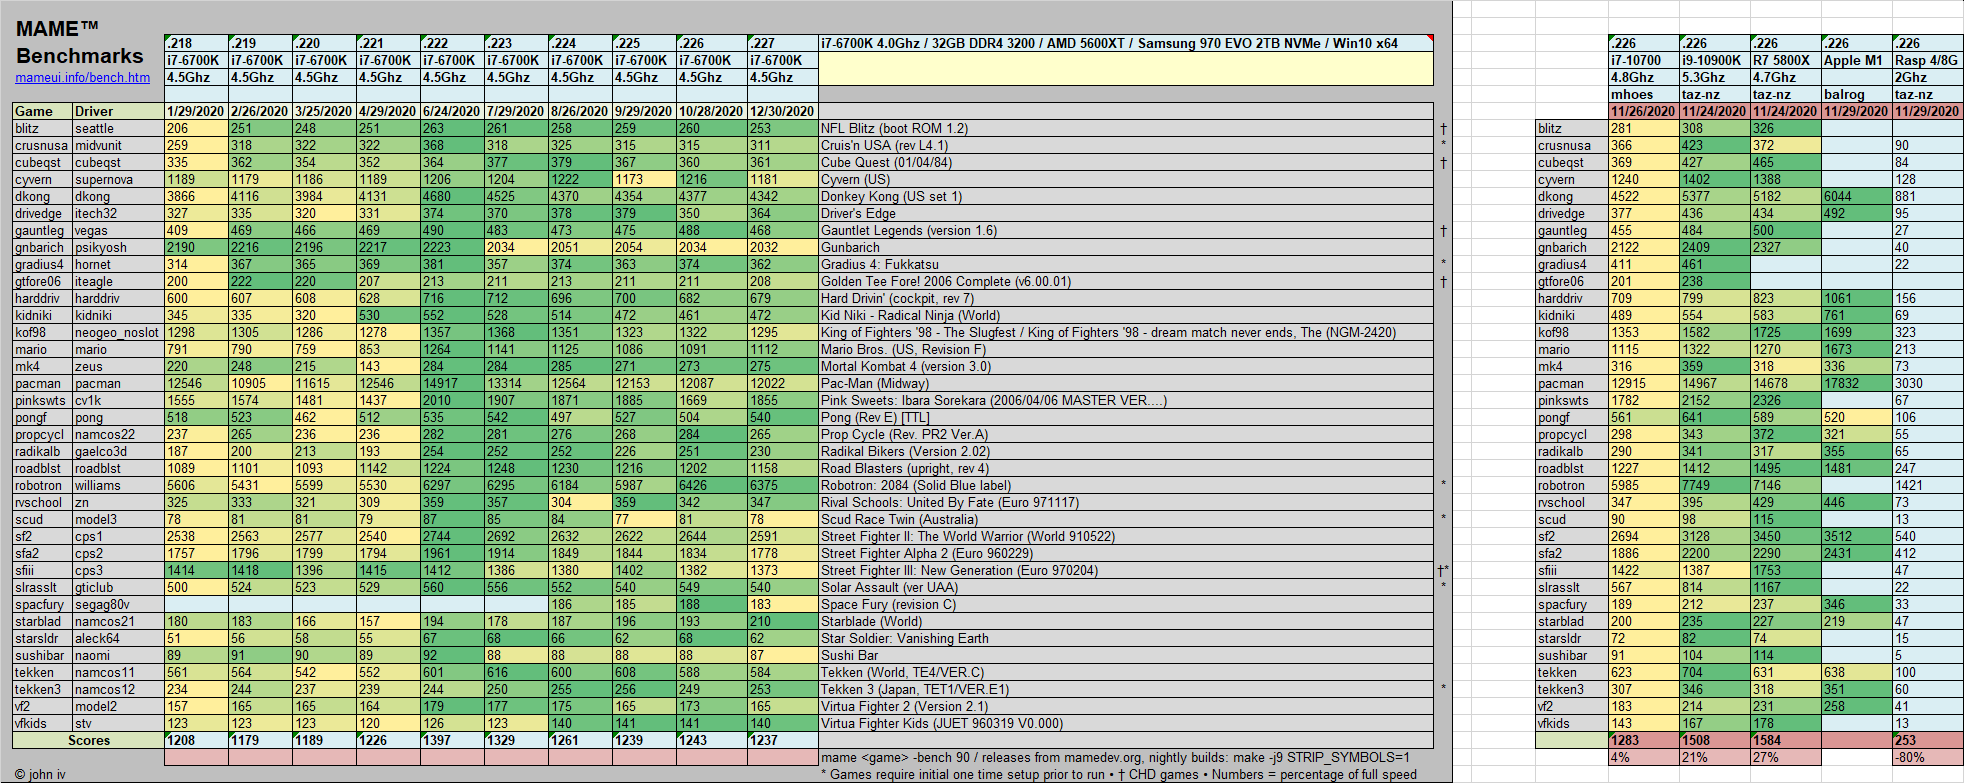 MAME™
Benchmarks
mameui.info/bench.htm
.218 .219 .220 .221 .222 .223 .224 .225 .226 .227 i7-6700K 4.0Ghz / 32GB DDR4 3200 / AMD 5600XT / Samsung 970 EVO 2TB NVMe / Win10 x64 .226 .226 .226 .226 .226
i7-6700K i7-6700K i7-6700K i7-6700K i7-6700K i7-6700K i7-6700K i7-6700K i7-6700K i7-6700K i7-10700 i9-10900K R7 5800X Apple M1 Rasp 4/8G
4.5Ghz 4.5Ghz 4.5Ghz 4.5Ghz 4.5Ghz 4.5Ghz 4.5Ghz 4.5Ghz 4.5Ghz 4.5Ghz 4.8Ghz 5.3Ghz 4.7Ghz 2Ghz
mhoes taz-nz taz-nz balrog taz-nz
Game Driver 1/29/2020 2/26/2020 3/25/2020 4/29/2020 6/24/2020 7/29/2020 8/26/2020 9/29/2020 10/28/2020 12/30/2020 11/26/2020 11/24/2020 11/24/2020 11/29/2020 11/29/2020
blitz seattle 206 251 248 251 263 261 258 259 260 253 NFL Blitz (boot ROM 1.2) † blitz 281 308 326
crusnusa midvunit 259 318 322 322 368 318 325 315 315 311 Cruis'n USA (rev L4.1) * crusnusa 366 423 372 90
cubeqst cubeqst 335 362 354 352 364 377 379 367 360 361 Cube Quest (01/04/84) † cubeqst 369 427 465 84
cyvern supernova 1189 1179 1186 1189 1206 1204 1222 1173 1216 1181 Cyvern (US) cyvern 1240 1402 1388 128
dkong dkong 3866 4116 3984 4131 4680 4525 4370 4354 4377 4342 Donkey Kong (US set 1) dkong 4522 5377 5182 6044 881
drivedge itech32 327 335 320 331 374 370 378 379 350 364 Driver's Edge drivedge 377 436 434 492 95
gauntleg vegas 409 469 466 469 490 483 473 475 488 468 Gauntlet Legends (version 1.6) † gauntleg 455 484 500 27
gnbarich psikyosh 2190 2216 2196 2217 2223 2034 2051 2054 2034 2032 Gunbarich gnbarich 2122 2409 2327 40
gradius4 hornet 314 367 365 369 381 357 374 363 374 362 Gradius 4: Fukkatsu * gradius4 411 461 22
gtfore06 iteagle 200 222 220 207 213 211 213 211 211 208 Golden Tee Fore! 2006 Complete (v6.00.01) † gtfore06 201 238
harddriv harddriv 600 607 608 628 716 712 696 700 682 679 Hard Drivin' (cockpit, rev 7) harddriv 709 799 823 1061 156
kidniki kidniki 345 335 320 530 552 528 514 472 461 472 Kid Niki - Radical Ninja (World) kidniki 489 554 583 761 69
kof98 neogeo_noslot 1298 1305 1286 1278 1357 1368 1351 1323 1322 1295 King of Fighters '98 - The Slugfest / King of Fighters '98 - dream match never ends, The (NGM-2420) kof98 1353 1582 1725 1699 323
mario mario 791 790 759 853 1264 1141 1125 1086 1091 1112 Mario Bros. (US, Revision F) mario 1115 1322 1270 1673 213
mk4 zeus 220 248 215 143 284 284 285 271 273 275 Mortal Kombat 4 (version 3.0) mk4 316 359 318 336 73
pacman pacman 12546 10905 11615 12546 14917 13314 12564 12153 12087 12022 Pac-Man (Midway) pacman 12915 14967 14678 17832 3030
pinkswts cv1k 1555 1574 1481 1437 2010 1907 1871 1885 1669 1855 Pink Sweets: Ibara Sorekara (2006/04/06 MASTER VER....) pinkswts 1782 2152 2326 67
pongf pong 518 523 462 512 535 542 497 527 504 540 Pong (Rev E) [TTL] pongf 561 641 589 520 106
propcycl namcos22 237 265 236 236 282 281 276 268 284 265 Prop Cycle (Rev. PR2 Ver.A) propcycl 298 343 372 321 55
radikalb gaelco3d 187 200 213 193 254 252 252 226 251 230 Radikal Bikers (Version 2.02) radikalb 290 341 317 355 65
roadblst roadblst 1089 1101 1093 1142 1224 1248 1230 1216 1202 1158 Road Blasters (upright, rev 4) roadblst 1227 1412 1495 1481 247
robotron williams 5606 5431 5599 5530 6297 6295 6184 5987 6426 6375 Robotron: 2084 (Solid Blue label) * robotron 5985 7749 7146 1421
rvschool zn 325 333 321 309 359 357 304 359 342 347 Rival Schools: United By Fate (Euro 971117) rvschool 347 395 429 446 73
scud model3 78 81 81 79 87 85 84 77 81 78 Scud Race Twin (Australia) * scud 90 98 115 13
sf2 cps1 2538 2563 2577 2540 2744 2692 2632 2622 2644 2591 Street Fighter II: The World Warrior (World 910522) sf2 2694 3128 3450 3512 540
sfa2 cps2 1757 1796 1799 1794 1961 1914 1849 1844 1834 1778 Street Fighter Alpha 2 (Euro 960229) sfa2 1886 2200 2290 2431 412
sfiii cps3 1414 1418 1396 1415 1412 1386 1380 1402 1382 1373 Street Fighter III: New Generation (Euro 970204) †* sfiii 1422 1387 1753 47
slrasslt gticlub 500 524 523 529 560 556 552 540 549 540 Solar Assault (ver UAA) * slrasslt 567 814 1167 22
spacfury segag80v 186 185 188 183 Space Fury (revision C) spacfury 189 212 237 346 33
starblad namcos21 180 183 166 157 194 178 187 196 193 210 Starblade (World) starblad 200 235 227 219 47
starsldr aleck64 51 56 58 55 67 68 66 62 68 62 Star Soldier: Vanishing Earth starsldr 72 82 74 15
sushibar naomi 89 91 90 89 92 88 88 88 88 87 Sushi Bar sushibar 91 104 114 5
tekken namcos11 561 564 542 552 601 616 600 608 588 584 Tekken (World, TE4/VER.C) tekken 623 704 631 638 100
tekken3 namcos12 234 244 237 239 244 250 255 256 249 253 Tekken 3 (Japan, TET1/VER.E1) * tekken3 307 346 318 351 60
vf2 model2 157 165 165 164 179 177 175 165 173 165 Virtua Fighter 2 (Version 2.1) vf2 183 214 231 258 41
vfkids stv 123 123 123 120 126 123 140 141 141 140 Virtua Fighter Kids (JUET 960319 V0.000) vfkids 143 167 178 13
Scores 1208 1179 1189 1226 1397 1329 1261 1239 1243 1237 1283 1508 1584 253
mame <game> -bench 90 / releases from mamedev.org, nightly builds: make -j9 STRIP_SYMBOLS=1 4% 21% 27% -80%
© john iv * Games require initial one time setup prior to run • † CHD games • Numbers = percentage of full speed